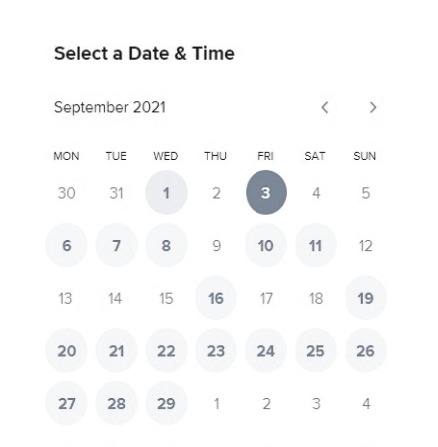 Select a Date & Time
September 2021
MON TUE WED THU FRI SAT SUN
30 31 1 2 3 4 5
6 7 8 9 10 11 12
13 14 15 16 17 18 19
20 21 22 23 24 25 26
27 28 29 1 2 3 4